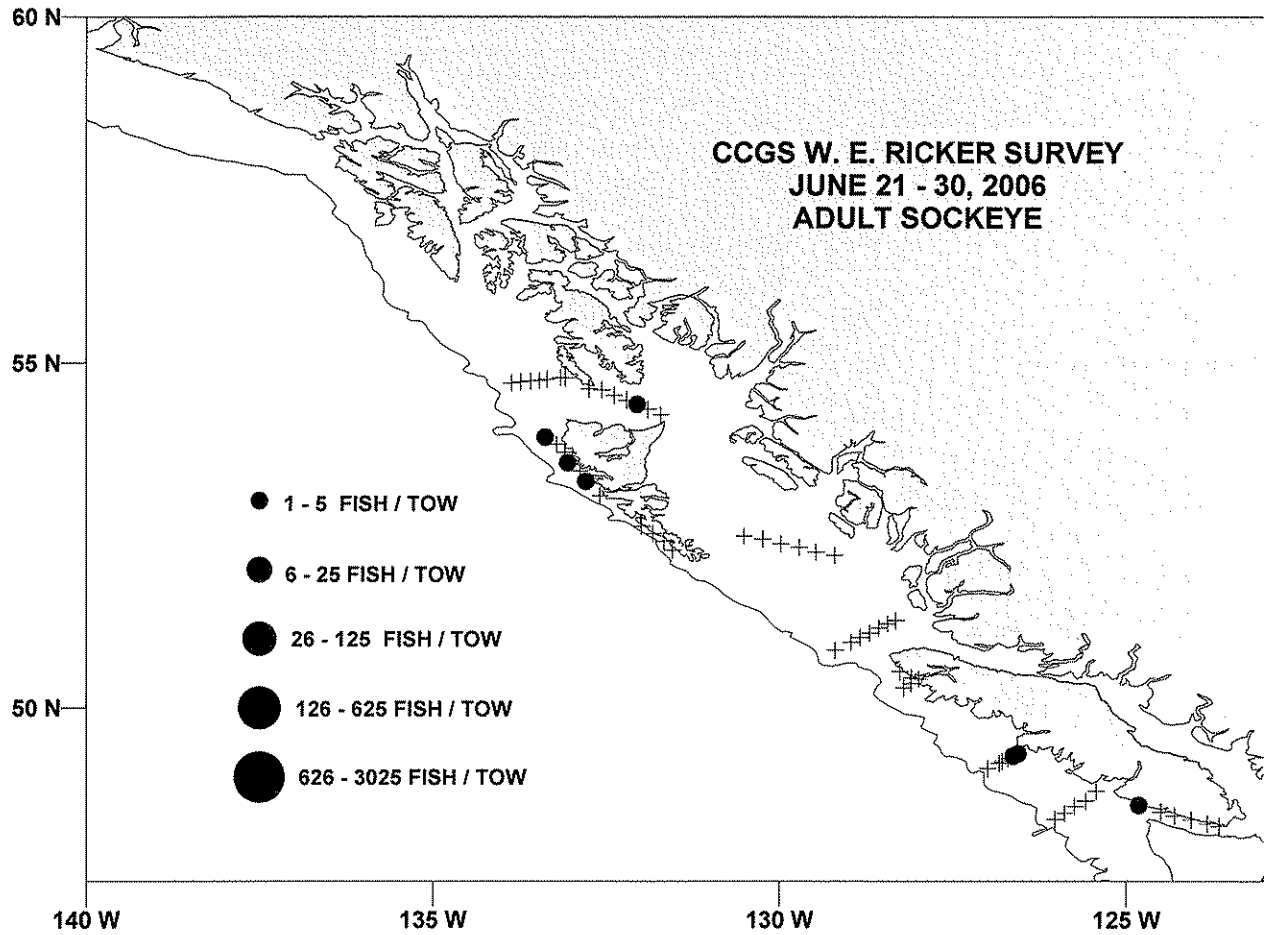 60 N
CCGS W. E. RICKER SURVEY
JUNE 21 - 30, 2006
ADULT SOCKEYE
55 N
1 - 5 FISH / TOW
6 - 25 FISH / TOW
26 - 125 FISH / TOW
50 N
126 - 625 FISH / TOW
626 - 3025 FISH / TOW
140 W
135 W
130 W
125 W